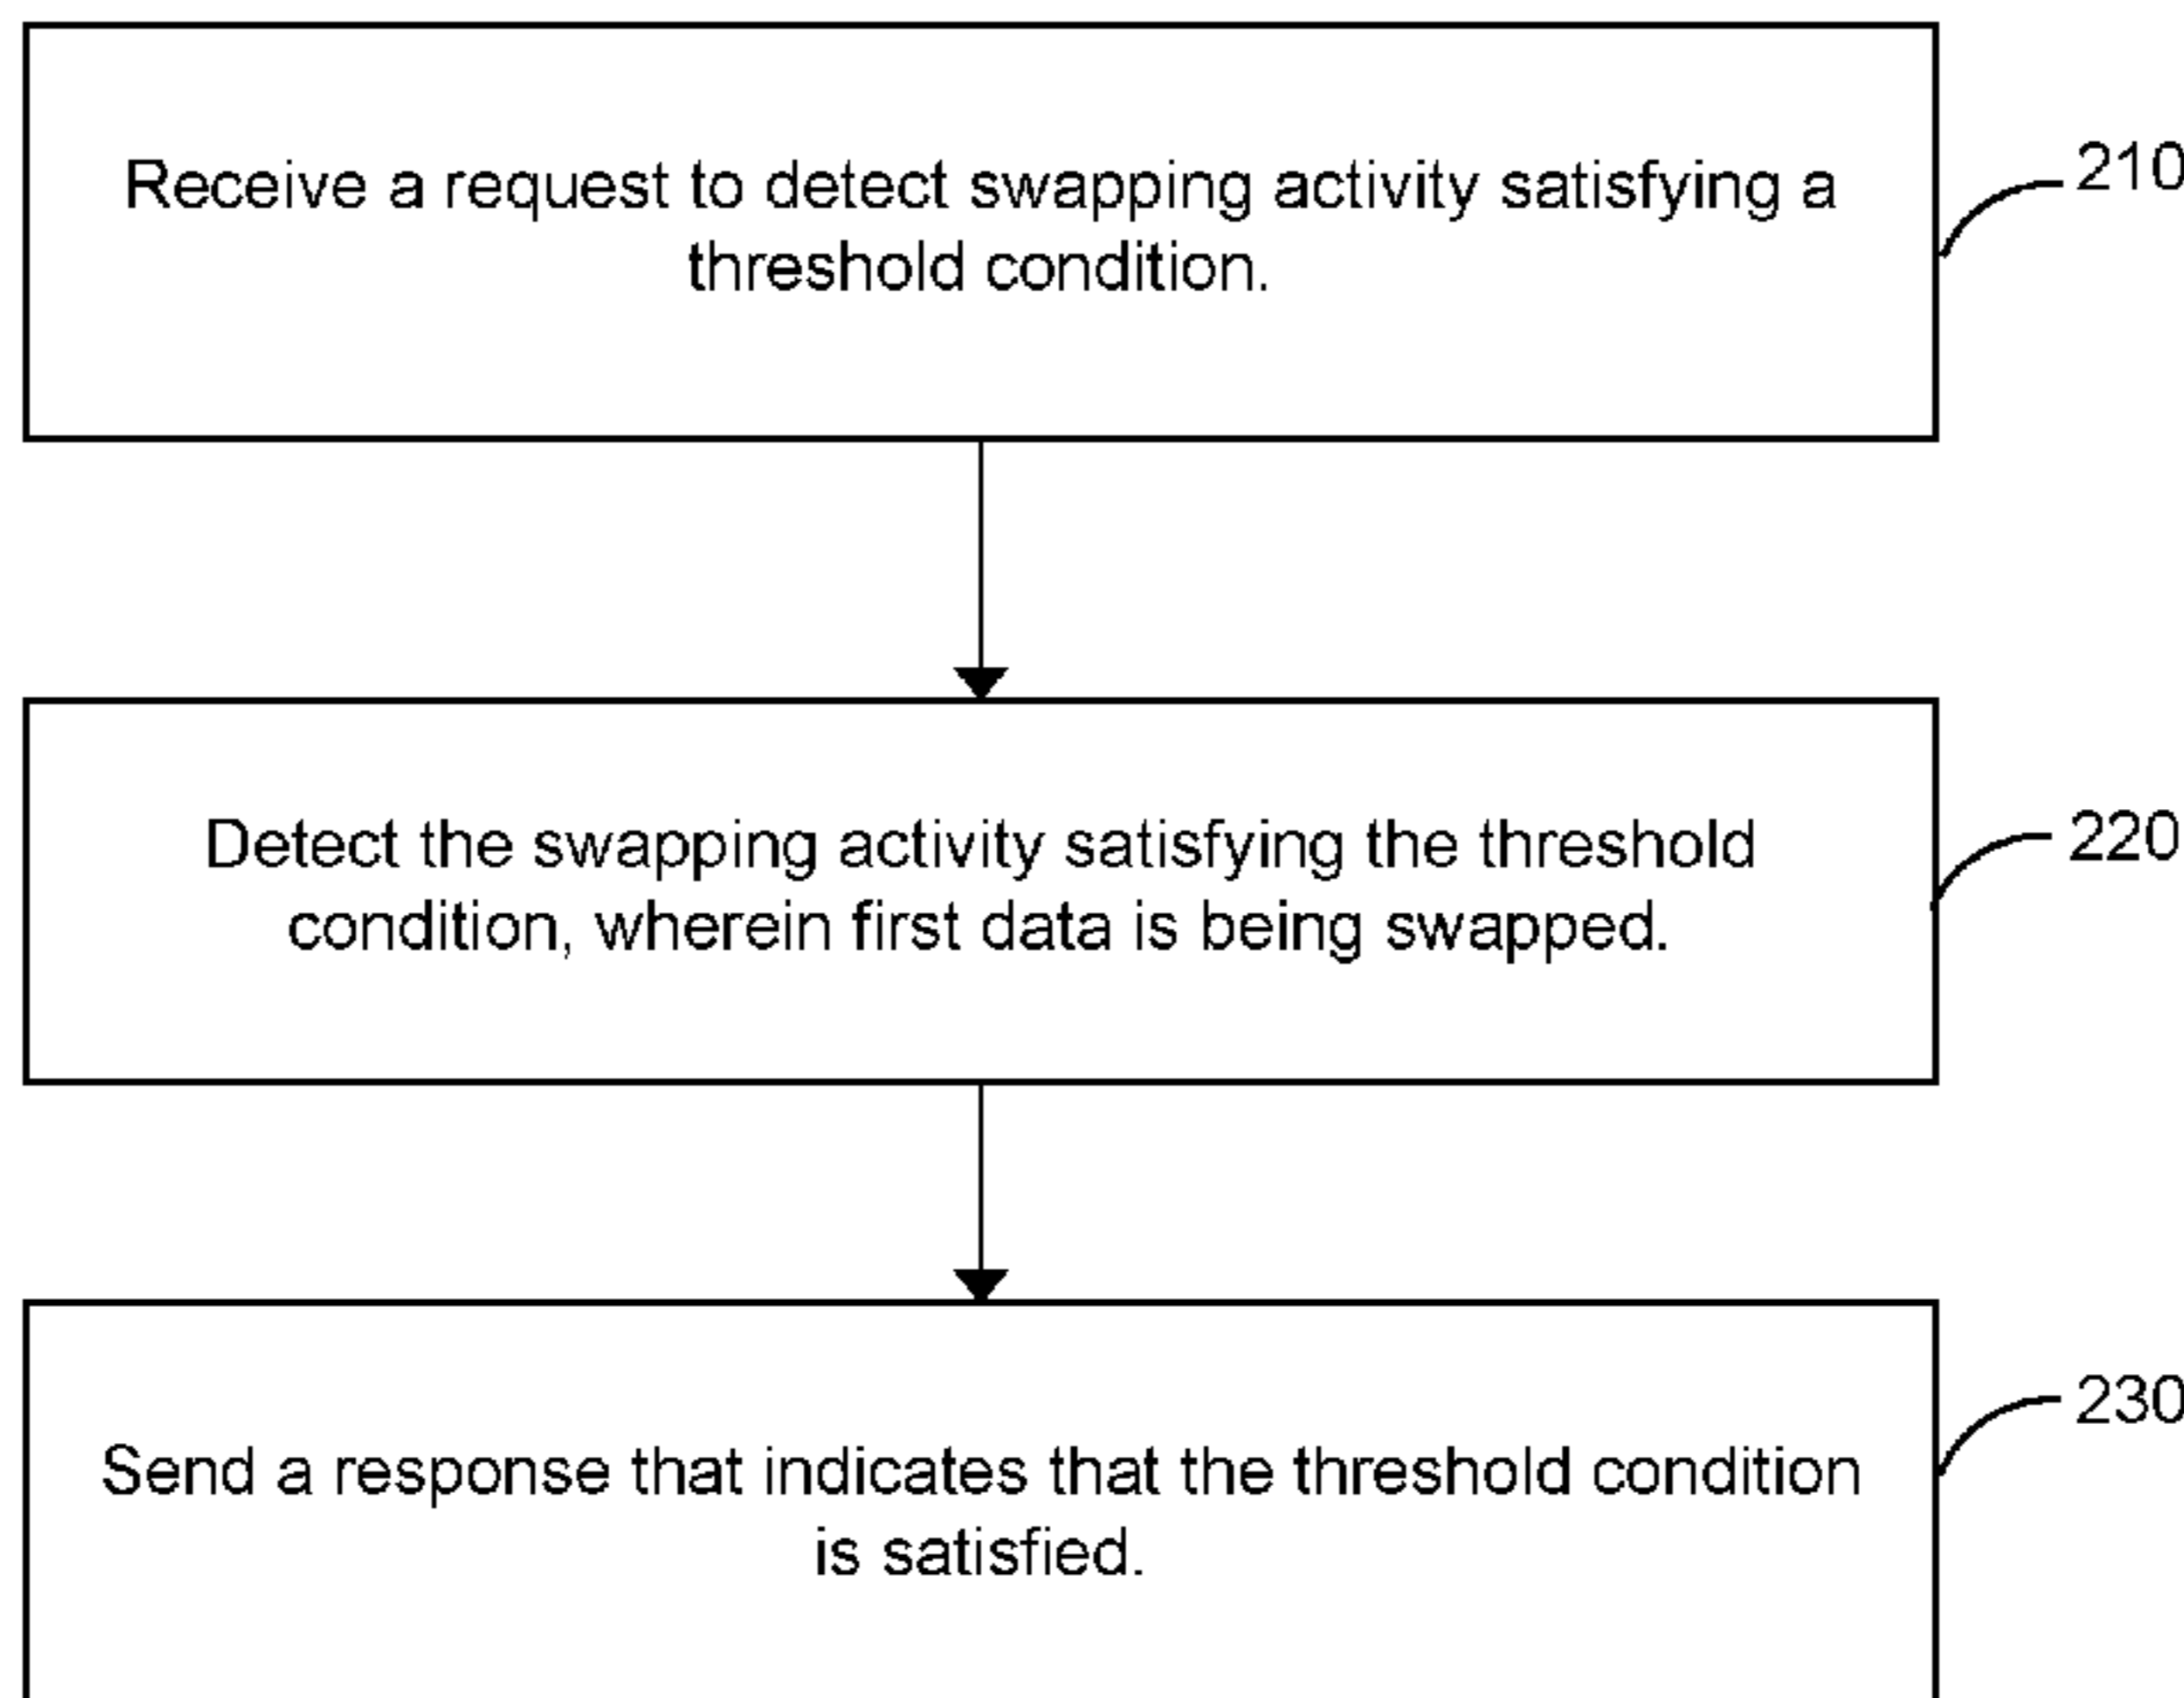 Receive a request to detect swapping activity satisfying a
threshold condition.
210
Detect the swapping activity satisfying the threshold
condition, wherein first data is being swapped.
220
Send a response that indicates that the threshold condition
is satisfied.
230